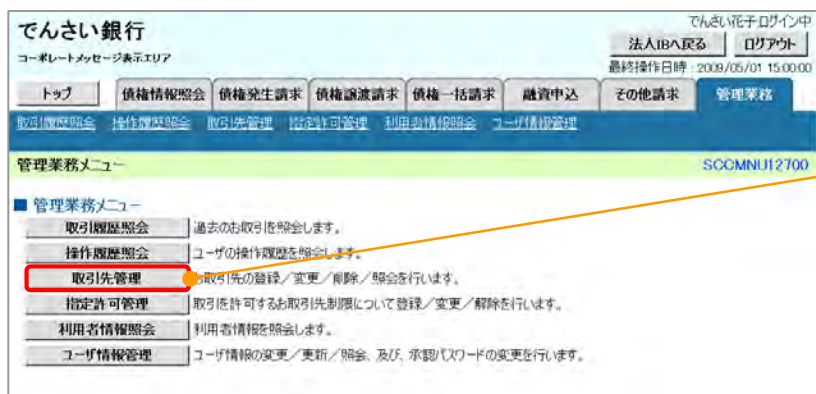 でんさい銀行
コーポレートメッセージ表示エリア
でんさい花子ログイン中
法人IBへ戻る ログアウト
最終操作日時：2009/05/01 15:00:00
トップ 債権情報照会 債権発生請求 債権譲渡請求 債権一括請求 融資申込 その他請求 管理業務
取引履歴照会 操作履歴照会 取引先管理 指定許可管理 利用者情報照会 ユーザ情報管理
管理業務メニュー SCCMNU12700
■ 管理業務メニュー
取引履歴照会 過去のお取引を照会します。
操作履歴照会 ユーザの操作履歴を照会します。
取引先管理 お取引先の登録／変更／削除／照会を行います。
指定許可管理 取引を許可するお取引先制限について登録／変更／解除を行います。
利用者情報照会 利用者情報を照会します。
ユーザ情報管理 ユーザ情報の変更／更新／照会、及び、承認パスワードの変更を行います。